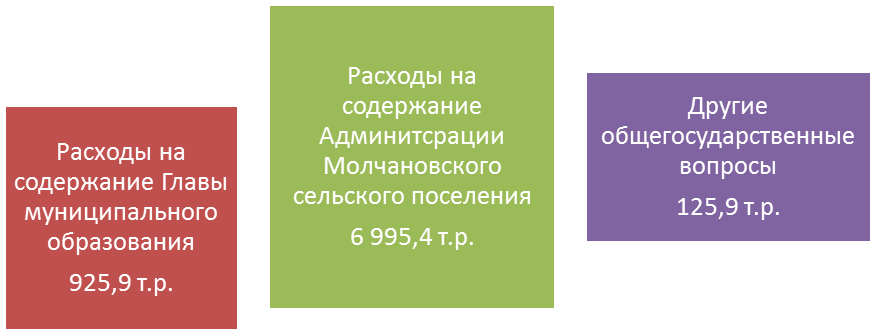 Расходы на
содержание Главы
муниципального
образования
925,9 т.р.
Расходы на
содержание
Админитсрации
Молчановского
сельского поселения
6 995,4 т.р.
Другие
общегосударственные
вопросы
125,9 т.р.